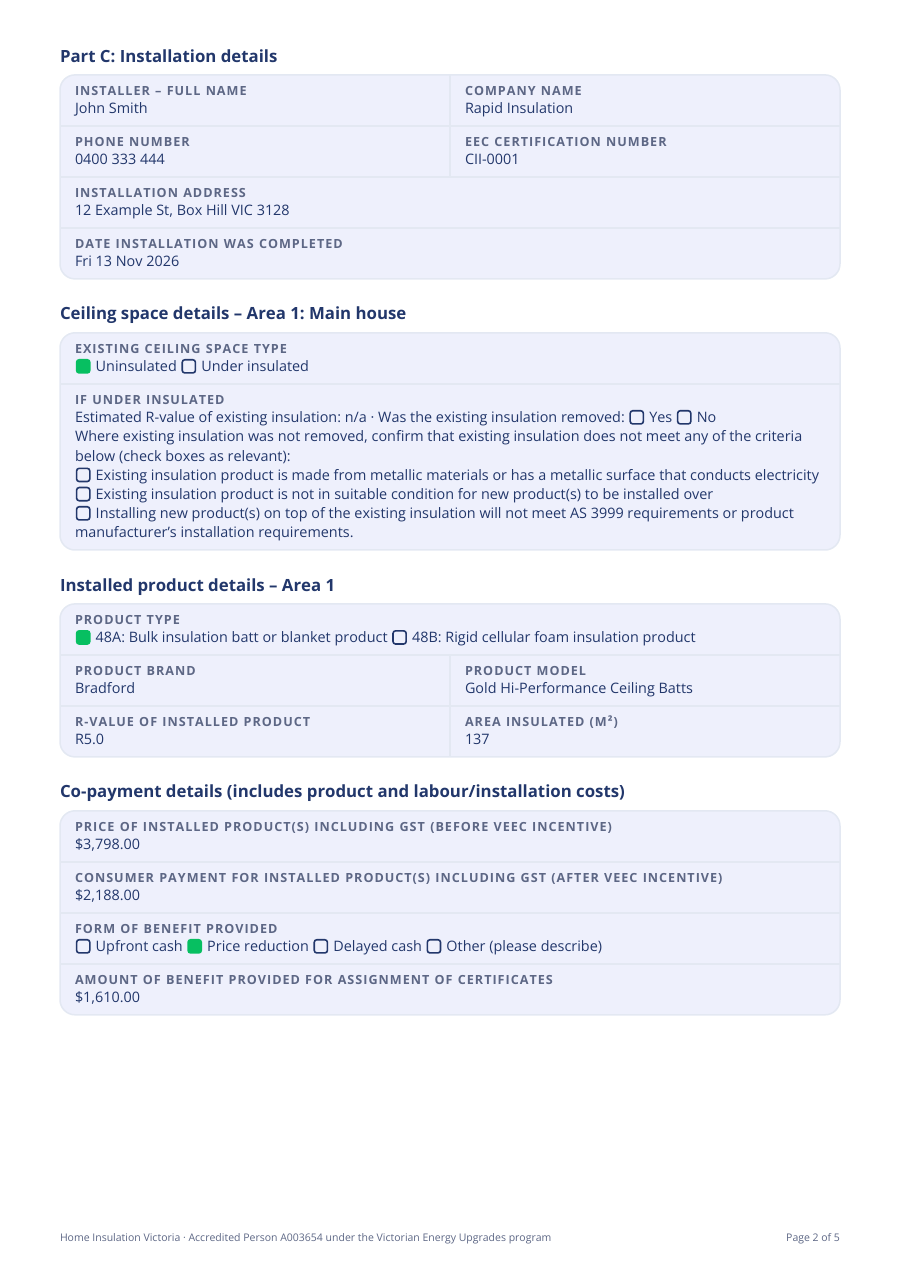 Part C: Installation details
INSTALLER – FULL NAME
John Smith
COMPANY NAME
Rapid Insulation
PHONE NUMBER
0400 333 444
EEC CERTIFICATION NUMBER
CII-0001
INSTALLATION ADDRESS
12 Example St, Box Hill VIC 3128
DATE INSTALLATION WAS COMPLETED
Fri 13 Nov 2026
Ceiling space details – Area 1: Main house
EXISTING CEILING SPACE TYPE
Uninsulated Under insulated
IF UNDER INSULATED
Estimated R-value of existing insulation: n/a · Was the existing insulation removed: Yes No
Where existing insulation was not removed, confirm that existing insulation does not meet any of the criteria
below (check boxes as relevant):
Existing insulation product is made from metallic materials or has a metallic surface that conducts electricity
Existing insulation product is not in suitable condition for new product(s) to be installed over
Installing new product(s) on top of the existing insulation will not meet AS 3999 requirements or product
manufacturer’s installation requirements.
Installed product details – Area 1
PRODUCT TYPE
48A: Bulk insulation batt or blanket product 48B: Rigid cellular foam insulation product
PRODUCT BRAND
Bradford
PRODUCT MODEL
Gold Hi-Performance Ceiling Batts
R-VALUE OF INSTALLED PRODUCT
R5.0
AREA INSULATED (M²)
137
Co-payment details (includes product and labour/installation costs)
PRICE OF INSTALLED PRODUCT(S) INCLUDING GST (BEFORE VEEC INCENTIVE)
$3,798.00
CONSUMER PAYMENT FOR INSTALLED PRODUCT(S) INCLUDING GST (AFTER VEEC INCENTIVE)
$2,188.00
FORM OF BENEFIT PROVIDED
Upfront cash Price reduction Delayed cash Other (please describe)
AMOUNT OF BENEFIT PROVIDED FOR ASSIGNMENT OF CERTIFICATES
$1,610.00
Home Insulation Victoria · Accredited Person A003654 under the Victorian Energy Upgrades program
Page 2 of 5